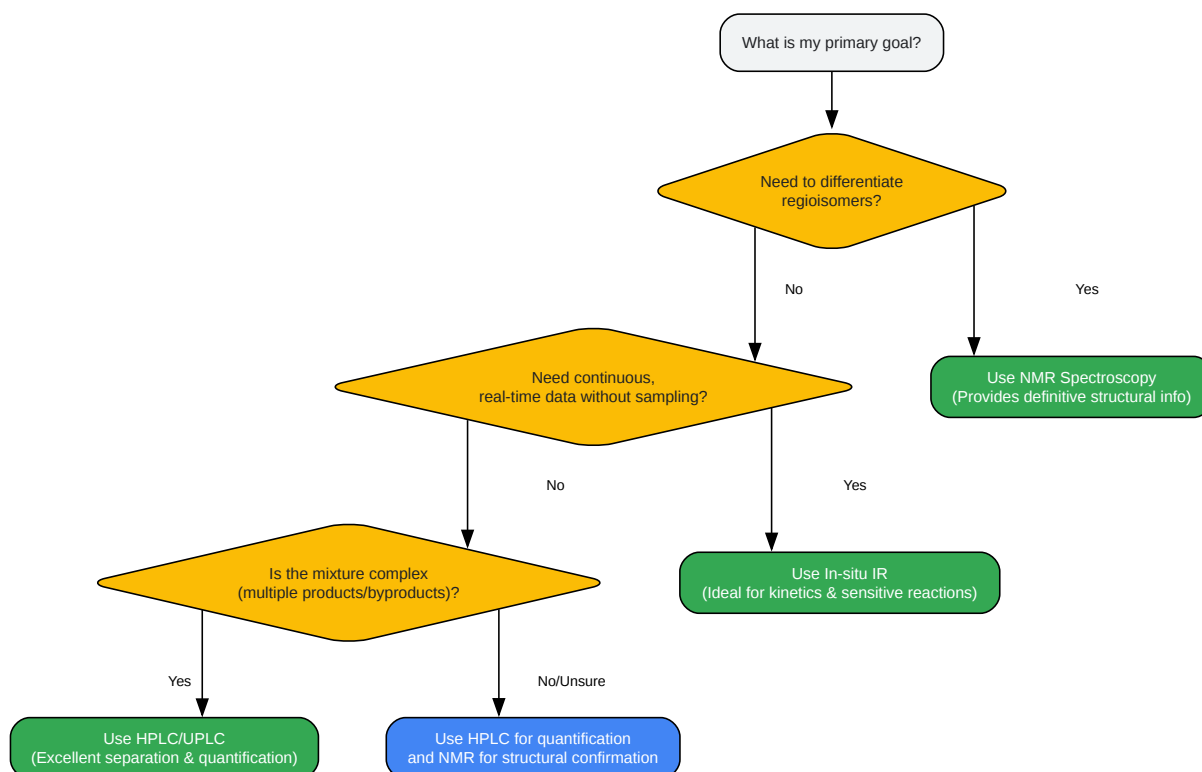 What is my primary goal?
Need to differentiate
regioisomers?
No
Yes
Need continuous,
real-time data without sampling?
Use NMR Spectroscopy
(Provides definitive structural info)
No
Yes
Is the mixture complex
(multiple products/byproducts)?
Use In-situ IR
(Ideal for kinetics & sensitive reactions)
Yes
No/Unsure
Use HPLC/UPLC
(Excellent separation & quantification)
Use HPLC for quantification
and NMR for structural confirmation